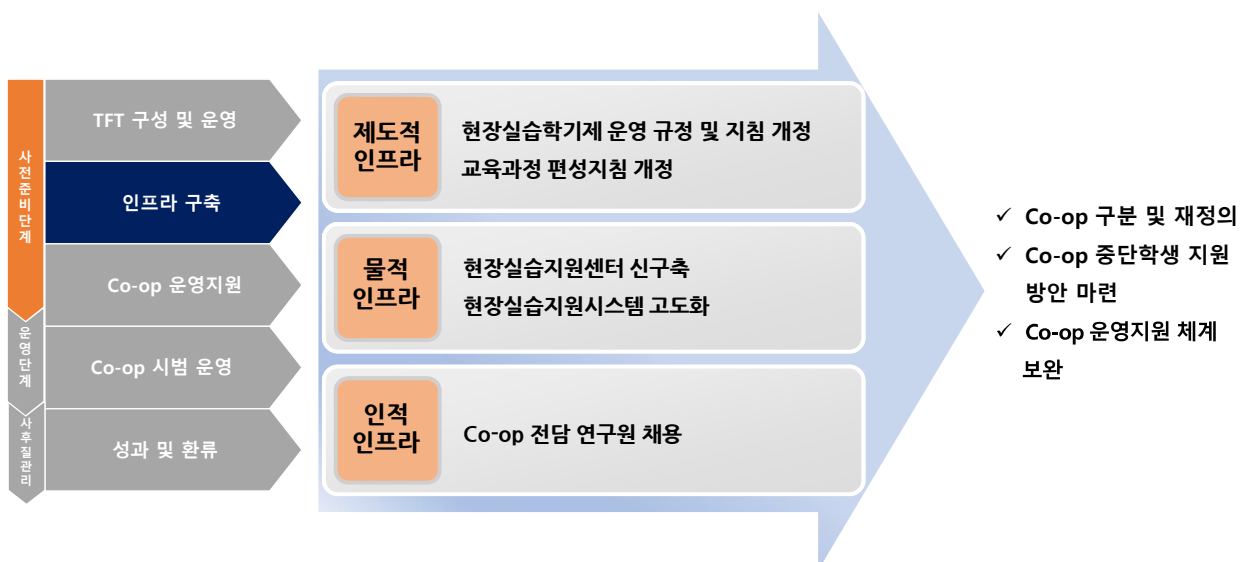 사전준비단계
운영단계
사후질관리
TFT 구성 및 운영
인프라 구축
Co-op 운영지원
Co-op 시범 운영
성과 및 환류
제도적
인프라
현장실습학기제 운영 규정 및 지침 개정
교육과정 편성지침 개정
물적
인프라
현장실습지원센터 신구축
현장실습지원시스템 고도화
인적
인프라
Co-op 전담 연구원 채용
✓ Co-op 구분 및 재정의
✓ Co-op 중단학생 지원
방안 마련
✓ Co-op 운영지원 체계
보완